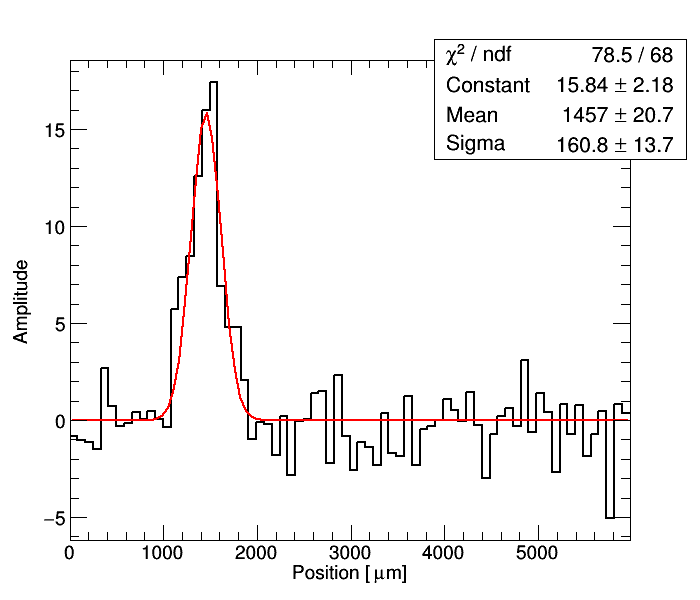 χ² / ndf 78.5 / 68
Constant 15.84 ± 2.18
Mean 1457 ± 20.7
Sigma 160.8 ± 13.7
15
10
5
0
−5
Amplitude
0 1000 2000 3000 4000 5000
Position [ μm]